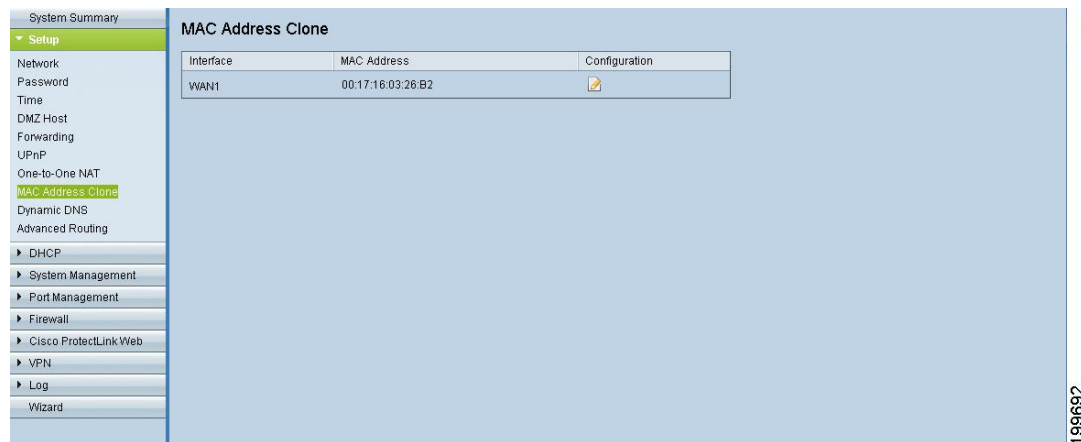 System Summary
Setup
Network
Password
Time
DMZ Host
Forwarding
UPnP
One-to-One NAT
MAC Address Clone
Dynamic DNS
Advanced Routing
DHCP
System Management
Port Management
Firewall
Cisco ProtectLink Web
VPN
Log
Wizard
MAC Address Clone
Interface MAC Address Configuration
WAN1 00:17:16:03:26:B2
199692